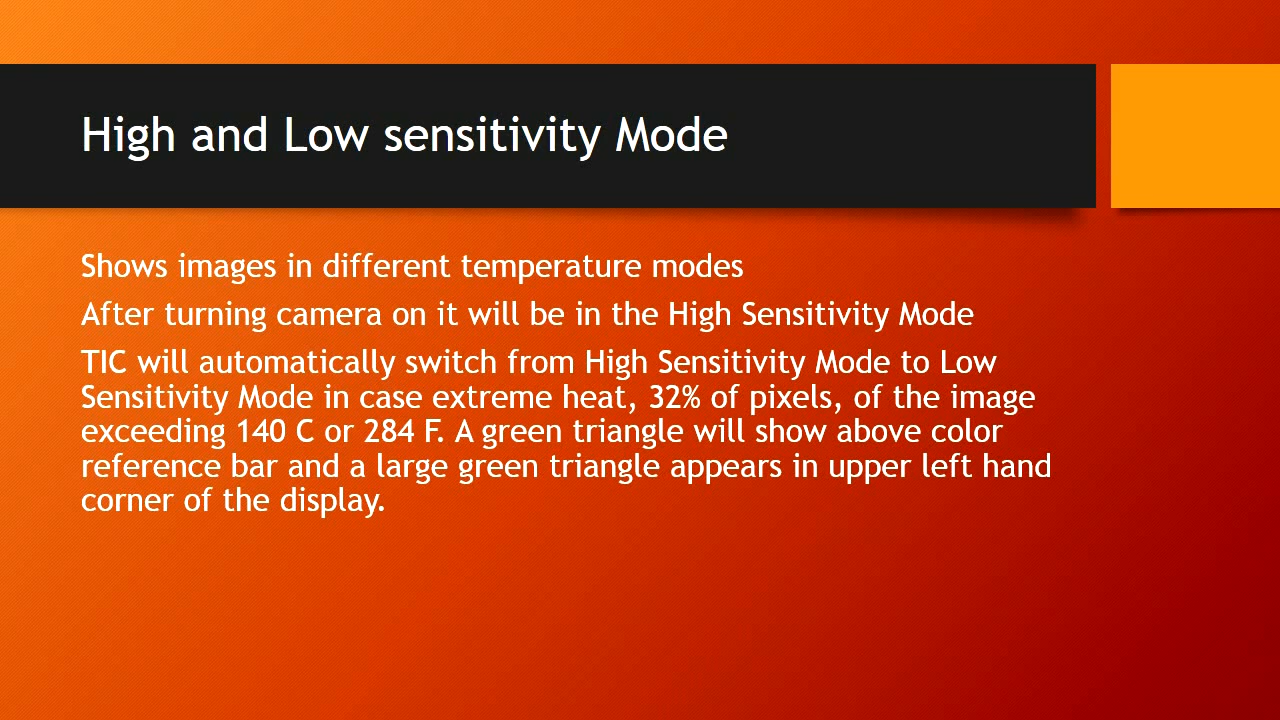 High and Low sensitivity Mode
Shows images in different temperature modes
After turning camera on it will be in the High Sensitivity Mode
TIC will automatically switch from High Sensitivity Mode to Low
Sensitivity Mode in case extreme heat, 32% of pixels, of the image
exceeding 140 C or 284 F. A green triangle will show above color
reference bar and a large green triangle appears in upper left hand
corner of the display.